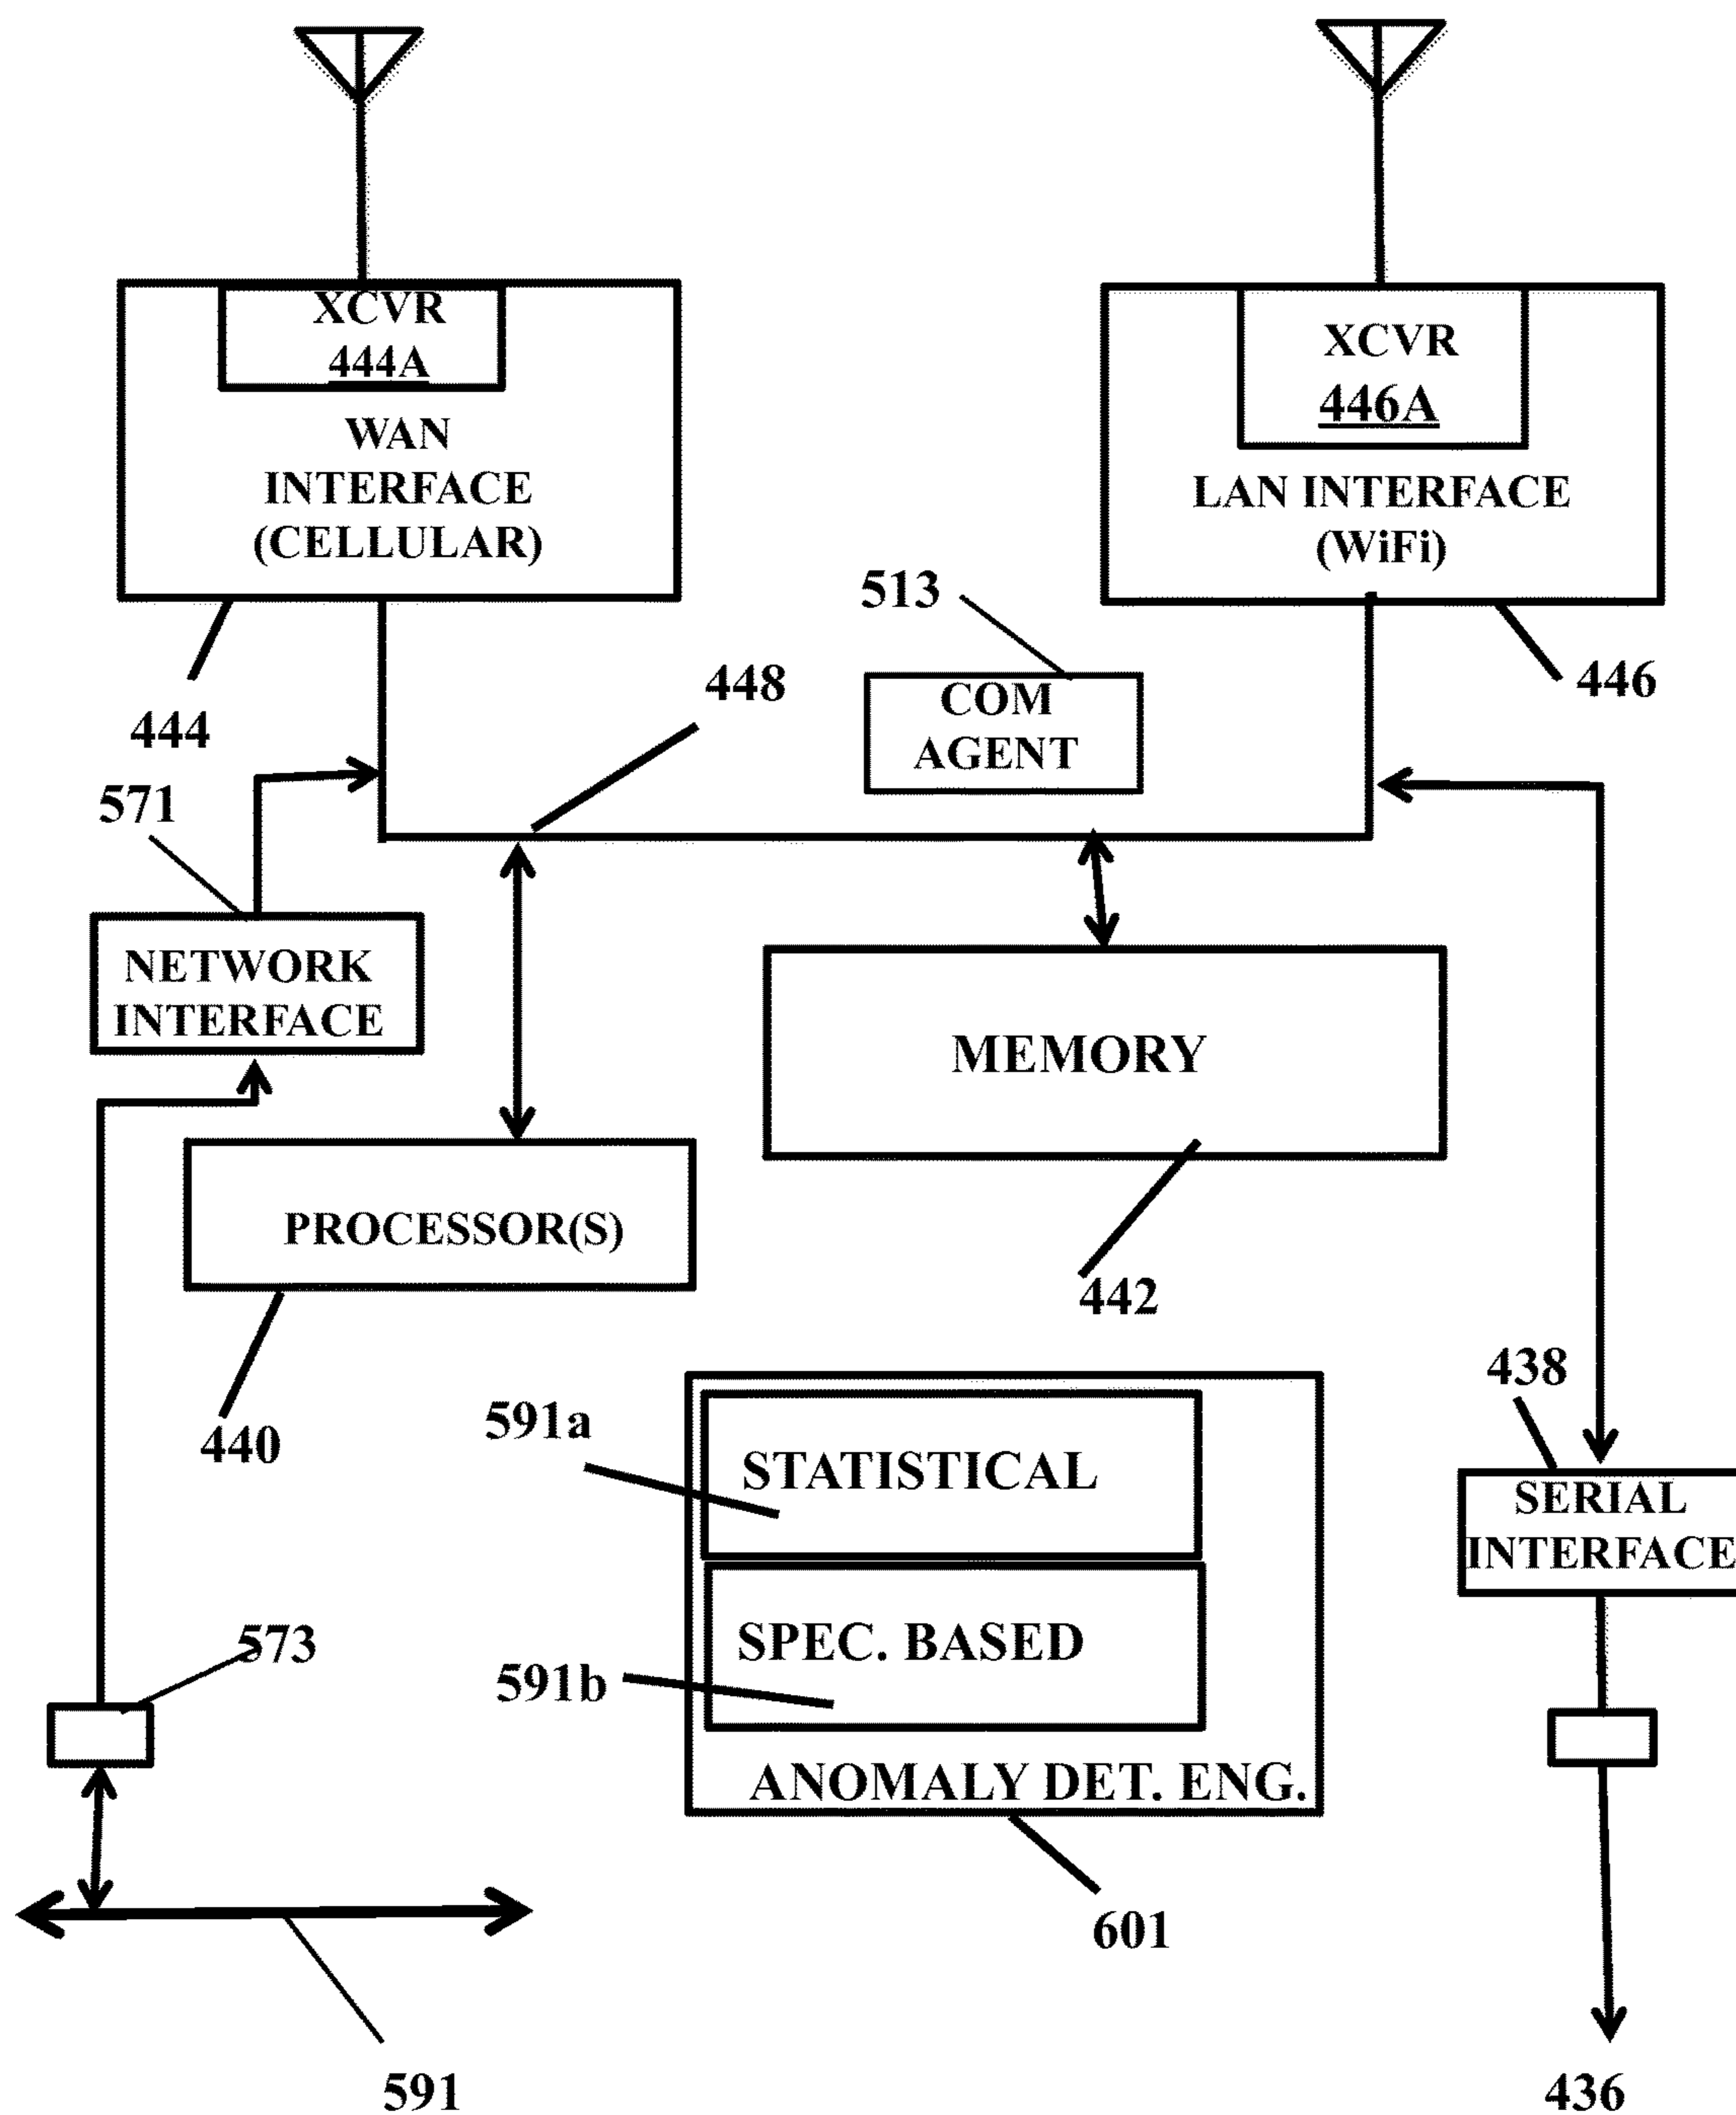 XCVR
444A
WAN
INTERFACE
(CELLULAR)
XCVR
446A
LAN INTERFACE
(WiFi)
513
COM
AGENT
448
446
444
571
NETWORK
INTERFACE
MEMORY
PROCESSOR(S)
442
440
438
591a
STATISTICAL
SERIAL
INTERFACE
573
SPEC. BASED
591b
ANOMALY DET. ENG.
601
591
436